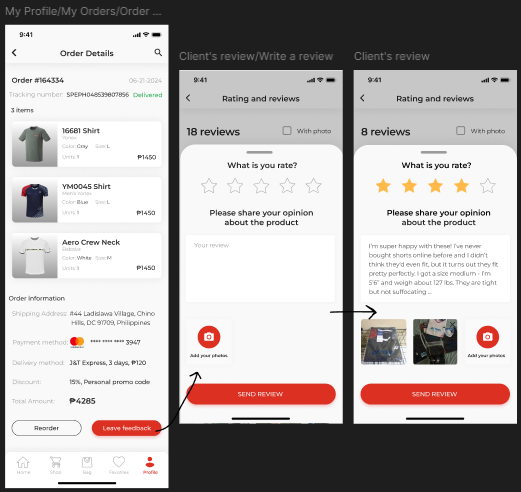 My Profile/My Orders/Order ...
9:41
Order Details
Order #164334
06-21-2024
Tracking number: SPEPH048539807856 Delivered
3 items
16681 Shirt
Yonex
Color: Gray Size: L
Units: 1
₱1450
YM0045 Shirt
Men's Yonex
Color: Blue Size: L
Units: 1
₱1450
Aero Crew Neck
Color: White Size: M
Units: 1
₱1450
Order information
Shipping Address: #44 Ladislawa Village, Chino
Hills, DC 91709, Philippines
Payment method: **** **** **** 3947
Delivery method: J&T Express, 3 days, ₱120
Discount: 15%, Personal promo code
Total Amount: ₱4285
Reorder
Leave feedback
Home
Shop
Bag
Favorites
Profile
Client's review/Write a review
9:41
Rating and reviews
18 reviews
With photo
What is you rate?
Please share your opinion
about the product
Your review
Add your photos
SEND REVIEW
Client's review
9:41
Rating and reviews
8 reviews
With photo
What is you rate?
Please share your opinion
about the product
I'm super happy with these! I've never
bought shorts online before and I didn't
think they'd even fit, but it turns out they fit
pretty perfectly. I got a size medium - I'm
5'6" and weigh about 127 lbs. They are tight
but not suffocating ...
Add your photos
SEND REVIEW